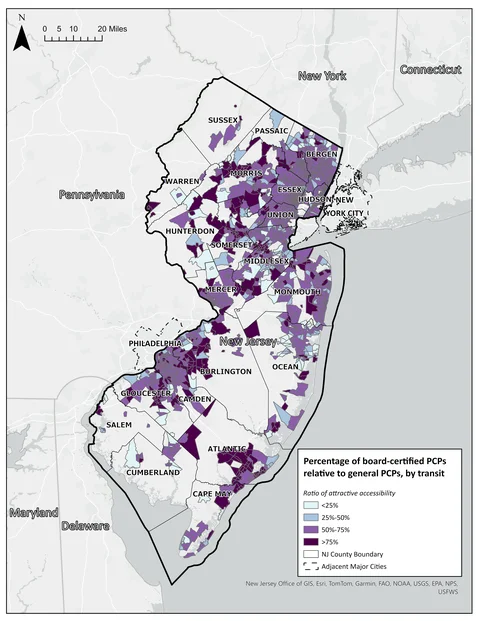 N
0 5 10 20 Miles
New York
Connecticut
SUSSEX
PASSAIC
BERGEN
WARREN
MORRIS
Pennsylvania
ESSEX
HUDSON
NEW
YORK CITY
UNION
HUNTERDON
SOMERSET
MIDDLESEX
MERCER
MONMOUTH
PHILADELPHIA
New Jersey
OCEAN
BURLINGTON
GLOUCESTER
CAMDEN
SALEM
ATLANTIC
CUMBERLAND
CAPE MAY
Maryland
Delaware
Percentage of board-certified PCPs
relative to general PCPs, by transit
Ratio of attractive accessibility
<25%
25%-50%
50%-75%
>75%
NJ County Boundary
Adjacent Major Cities
New Jersey Office of GIS, Esri, TomTom, Garmin, FAO, NOAA, USGS, EPA, NPS,
USFWS